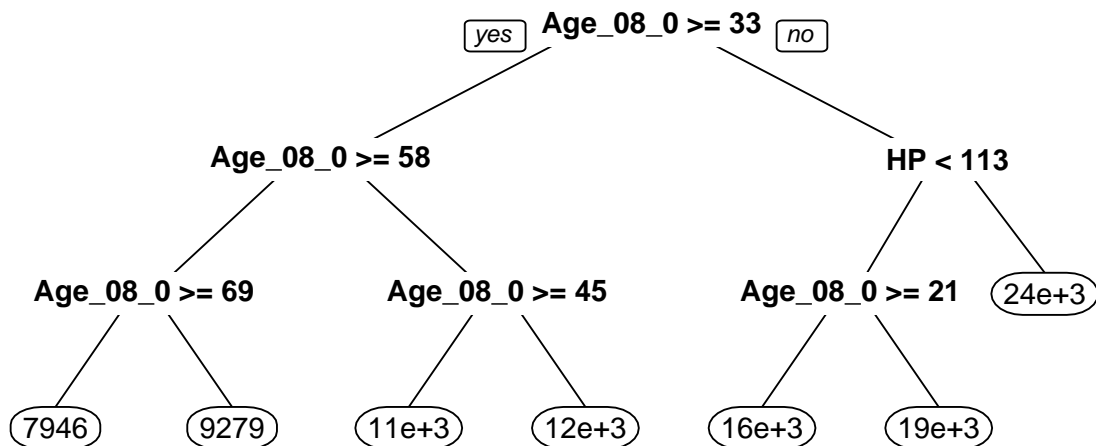 yes Age_08_0 >= 33 no
Age_08_0 >= 58 HP < 113
Age_08_0 >= 69 Age_08_0 >= 45 Age_08_0 >= 21 24e+3
7946 9279 11e+3 12e+3 16e+3 19e+3